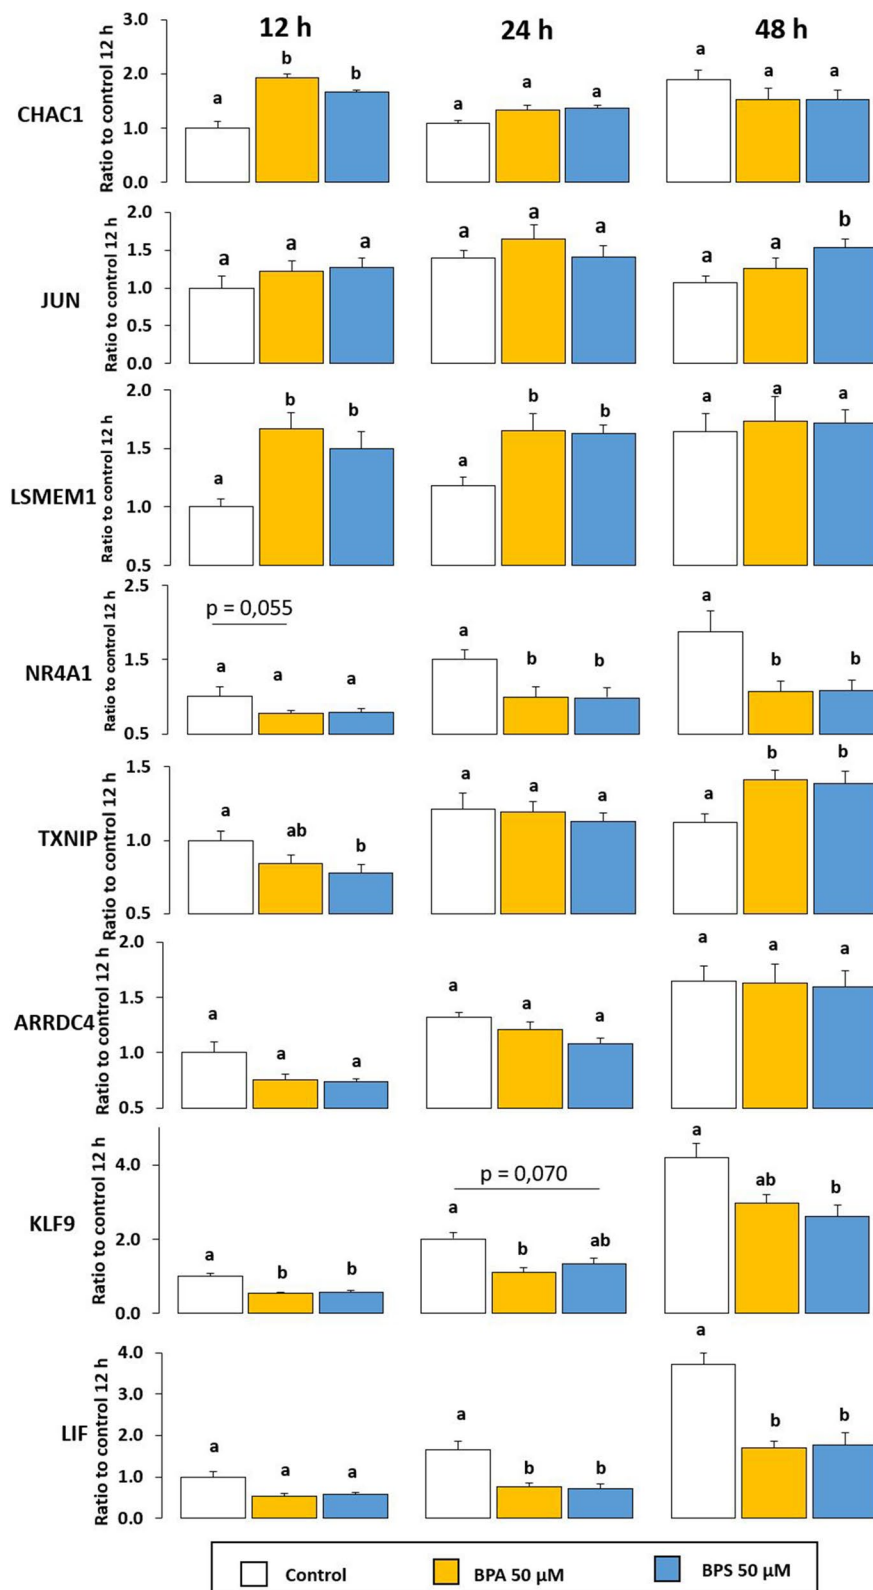 12 h 24 h 48 h
CHAC1
Ratio to control 12 h
3.0
2.0
1.0
0.0
a b b a a a a a a
JUN
Ratio to control 12 h
2.0
1.5
1.0
0.5
0.0
a a a a a a a a b
LSMEM1
Ratio to control 12 h
2.0
1.5
1.0
0.5
a b b a b b a a a
NR4A1
Ratio to control 12 h
2.5
1.5
0.5
p = 0,055
a a a a b b a b b
TXNIP
Ratio to control 12 h
1.5
1.0
0.5
a ab b a a a a b b
ARRDC4
Ratio to control 12 h
2.0
1.5
1.0
0.5
a a a a a a a a a
KLF9
Ratio to control 12 h
4.0
2.0
0.0
p = 0,070
a b b a b ab a ab b
LIF
Ratio to control 12 h
4.0
3.0
2.0
1.0
0.0
a a a a b b a b b
Control BPA 50 µM BPS 50 µM